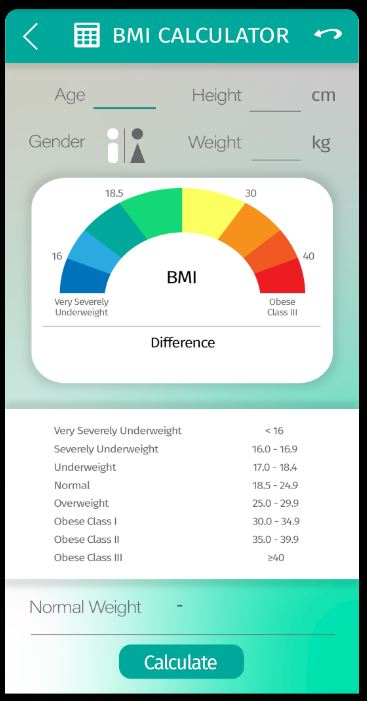 BMI CALCULATOR
Age Height cm
Gender Weight kg
18.5 30
16 40
BMI
Very Severely Underweight
Obese Class III
Difference
Very Severely Underweight < 16
Severely Underweight 16.0 - 16.9
Underweight 17.0 - 18.4
Normal 18.5 - 24.9
Overweight 25.0 - 29.9
Obese Class I 30.0 - 34.9
Obese Class II 35.0 - 39.9
Obese Class III ≥40
Normal Weight -
Calculate